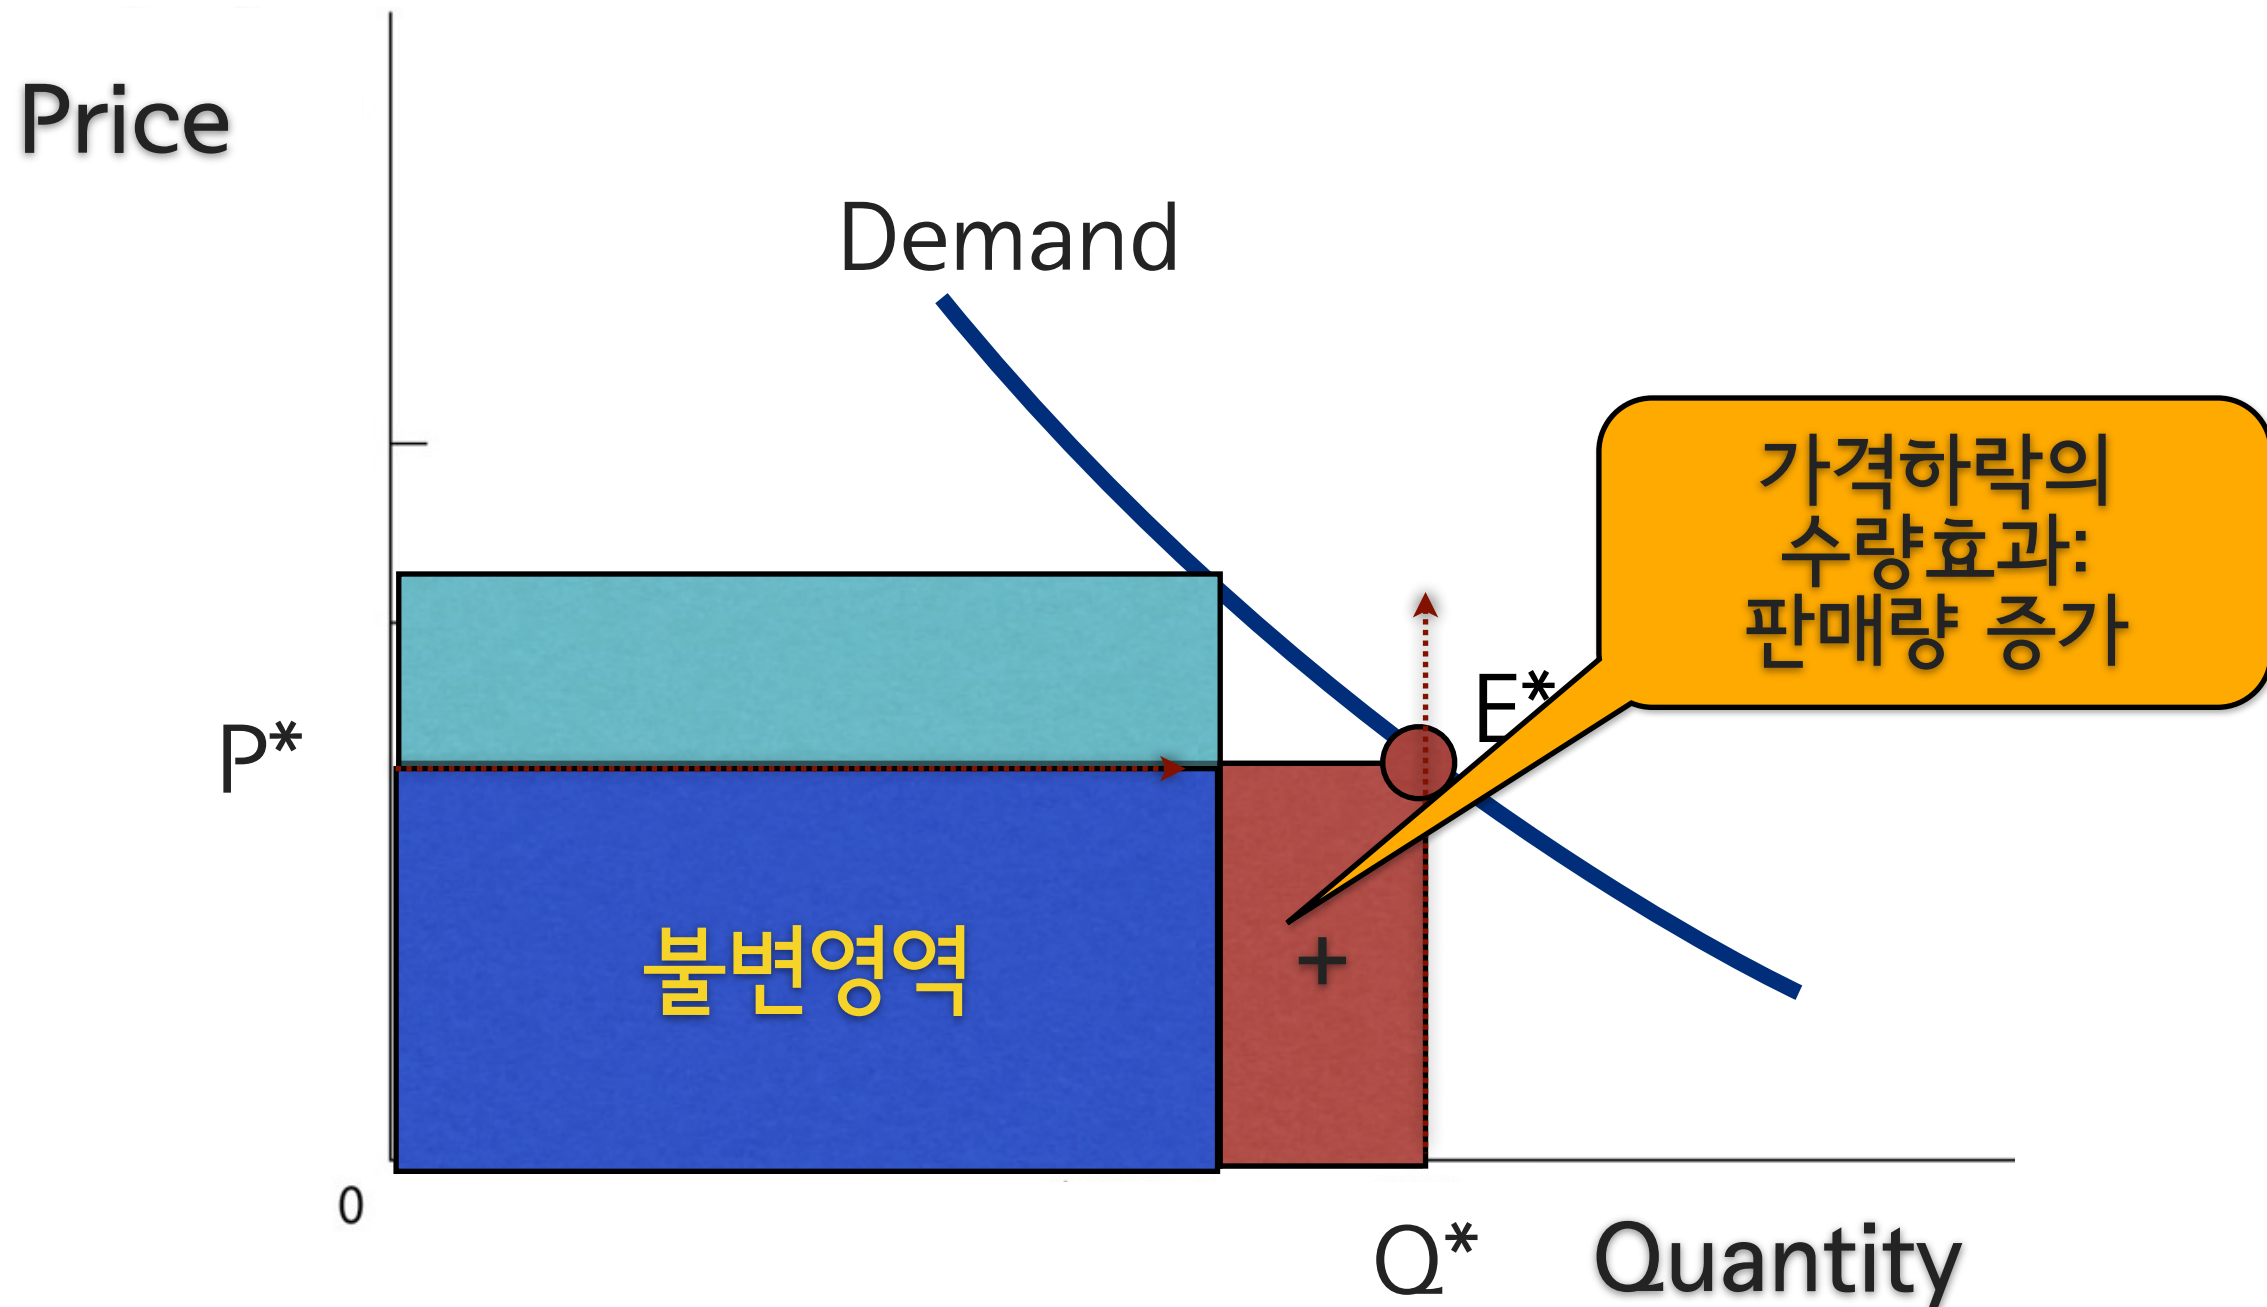 Price
Demand
가격하락의
수량효과:
판매량 증가
E*
P*
불변영역
+
0
Q*
Quantity